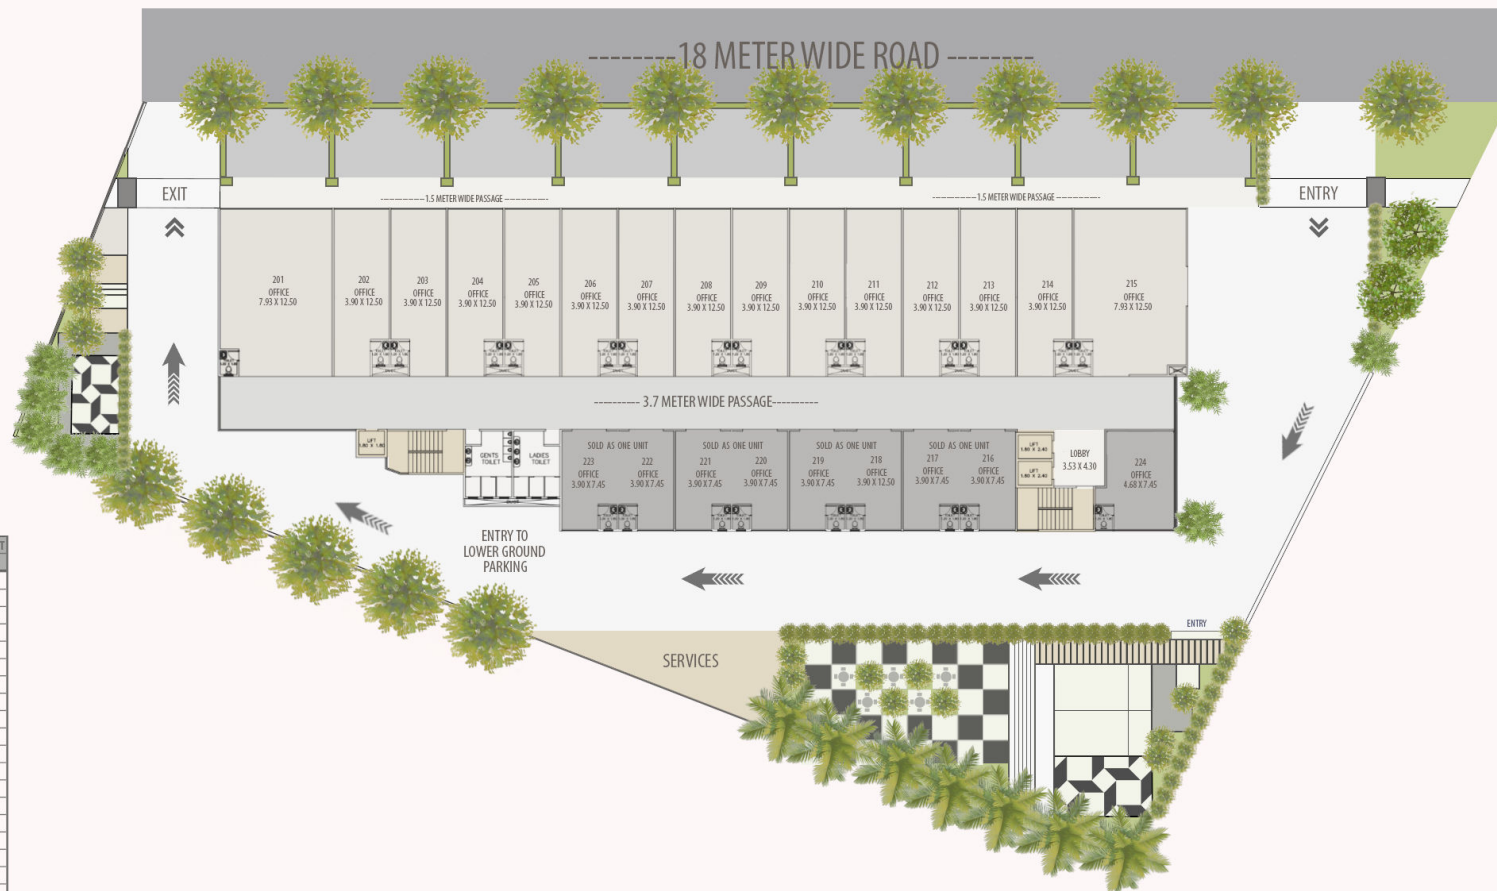 --------18 METER WIDE ROAD --------
EXIT
----------1.5 METER WIDE PASSAGE ----------
----------1.5 METER WIDE PASSAGE ----------
ENTRY
201
OFFICE
7.93 X 12.50
202
OFFICE
3.90 X 12.50
203
OFFICE
3.90 X 12.50
204
OFFICE
3.90 X 12.50
205
OFFICE
3.90 X 12.50
206
OFFICE
3.90 X 12.50
207
OFFICE
3.90 X 12.50
208
OFFICE
3.90 X 12.50
209
OFFICE
3.90 X 12.50
210
OFFICE
3.90 X 12.50
211
OFFICE
3.90 X 12.50
212
OFFICE
3.90 X 12.50
213
OFFICE
3.90 X 12.50
214
OFFICE
3.90 X 12.50
215
OFFICE
7.93 X 12.50
---------- 3.7 METER WIDE PASSAGE----------
LIFT
GENTS
TOILET
LADIES
TOILET
SOLD AS ONE UNIT
223
OFFICE
3.90 X 7.45
222
OFFICE
3.90 X 7.45
SOLD AS ONE UNIT
221
OFFICE
3.90 X 7.45
220
OFFICE
3.90 X 7.45
SOLD AS ONE UNIT
219
OFFICE
3.90 X 7.45
218
OFFICE
3.90 X 12.50
SOLD AS ONE UNIT
217
OFFICE
3.90 X 7.45
216
OFFICE
3.90 X 7.45
LIFT
LIFT
LOBBY
3.53 X 4.30
224
OFFICE
4.68 X 7.45
ENTRY TO
LOWER GROUND
PARKING
ENTRY
SERVICES